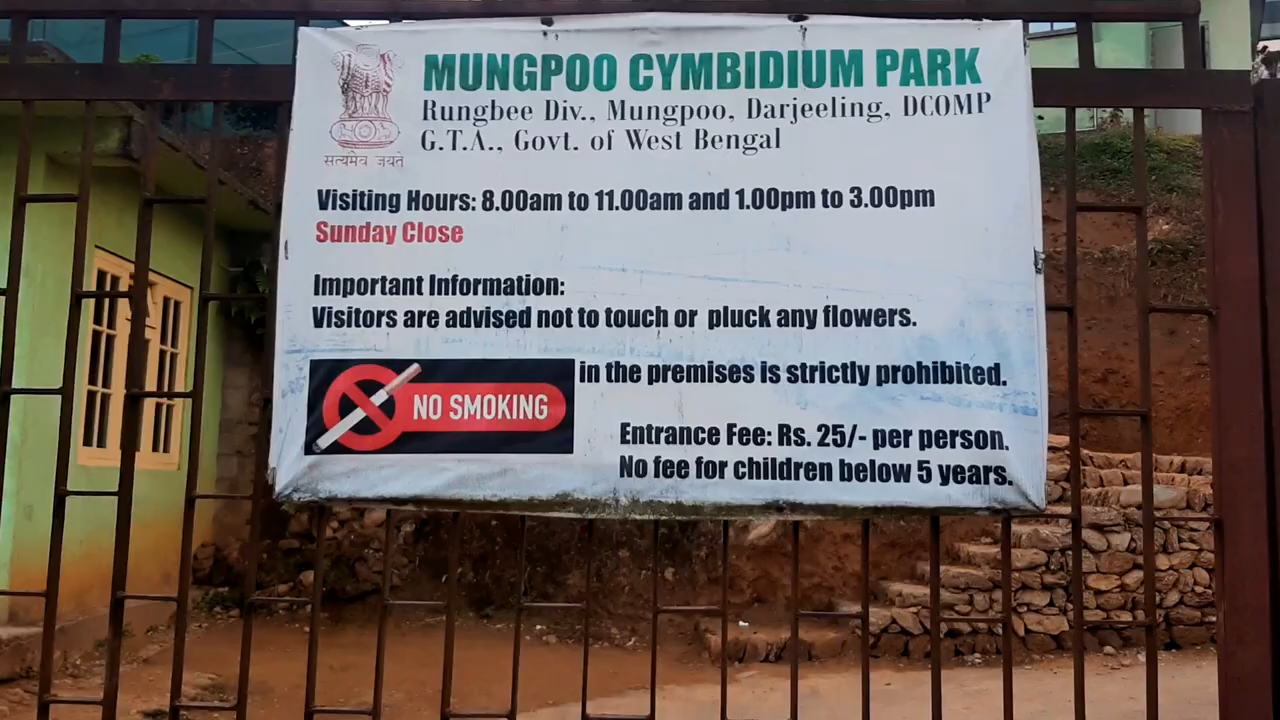 MUNGPOO CYMBIDIUM PARK
Rungbee Div., Mungpoo, Darjeeling, DCOMP
G.T.A., Govt. of West Bengal
सत्यमेव जयते
Visiting Hours: 8.00am to 11.00am and 1.00pm to 3.00pm
Sunday Close
Important Information:
Visitors are advised not to touch or pluck any flowers.
NO SMOKING in the premises is strictly prohibited.
Entrance Fee: Rs. 25/- per person.
No fee for children below 5 years.